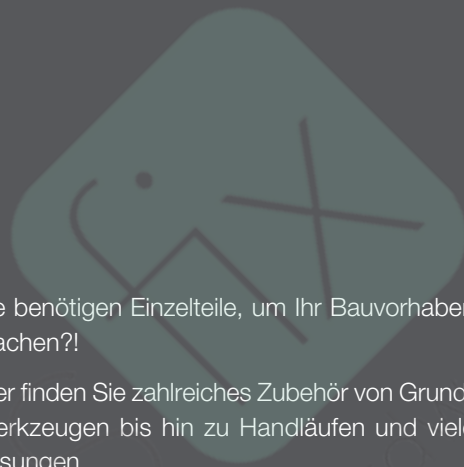 fix
e benötigen Einzelteile, um Ihr Bauvorhaben
achen?!
er finden Sie zahlreiches Zubehör von Grund
erkzeugen bis hin zu Handläufen und viele
sungen